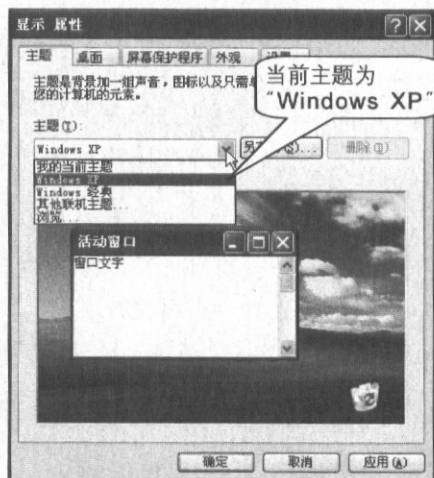 显示 属性
主题 桌面 屏幕保护程序 外观
主题是背景加一组声音，图标以及只需单
您的计算机的元素。
当前主题为
“Windows XP”
主题(T)：
Windows XP
删除(D)
我的当前主题
Windows XP
Windows 经典
其他联机主题...
浏览...
活动窗口
窗口文字
确定 取消 应用(A)